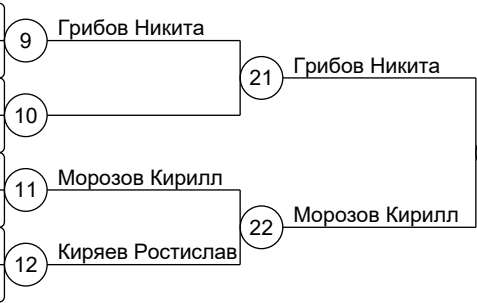 Грибов Никита
9
21
Грибов Никита
10
Морозов Кирилл
11
22
Морозов Кирилл
Киряев Ростислав
12